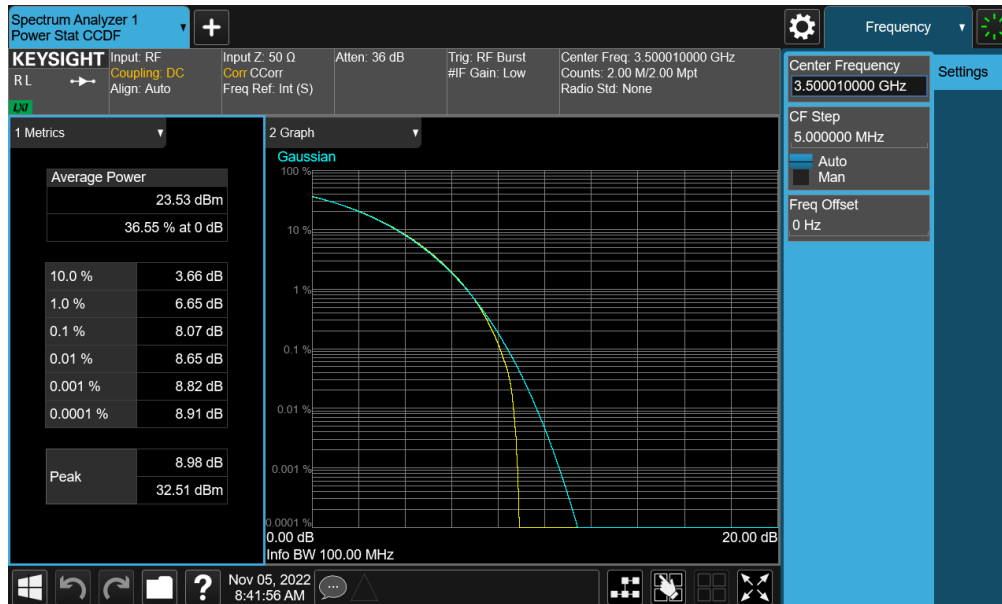 Spectrum Analyzer 1
Power Stat CCDF
+
Frequency
KEYSIGHT
R L
LXI
Input: RF
Coupling: DC
Align: Auto
Input Z: 50 Ω
Corr CCorr
Freq Ref: Int (S)
Atten: 36 dB
Trig: RF Burst
#IF Gain: Low
Center Freq: 3.500010000 GHz
Counts: 2.00 M/2.00 Mpt
Radio Std: None
Center Frequency
3.500010000 GHz
Settings
CF Step
5.000000 MHz
Auto
Man
Freq Offset
0 Hz
1 Metrics
Average Power
23.53 dBm
36.55 % at 0 dB
10.0 % 3.66 dB
1.0 % 6.65 dB
0.1 % 8.07 dB
0.01 % 8.65 dB
0.001 % 8.82 dB
0.0001 % 8.91 dB
Peak
8.98 dB
32.51 dBm
2 Graph
Gaussian
100 %
10 %
1 %
0.1 %
0.01 %
0.001 %
0.0001 %
0.00 dB 20.00 dB
Info BW 100.00 MHz
?
Nov 05, 2022
8:41:56 AM